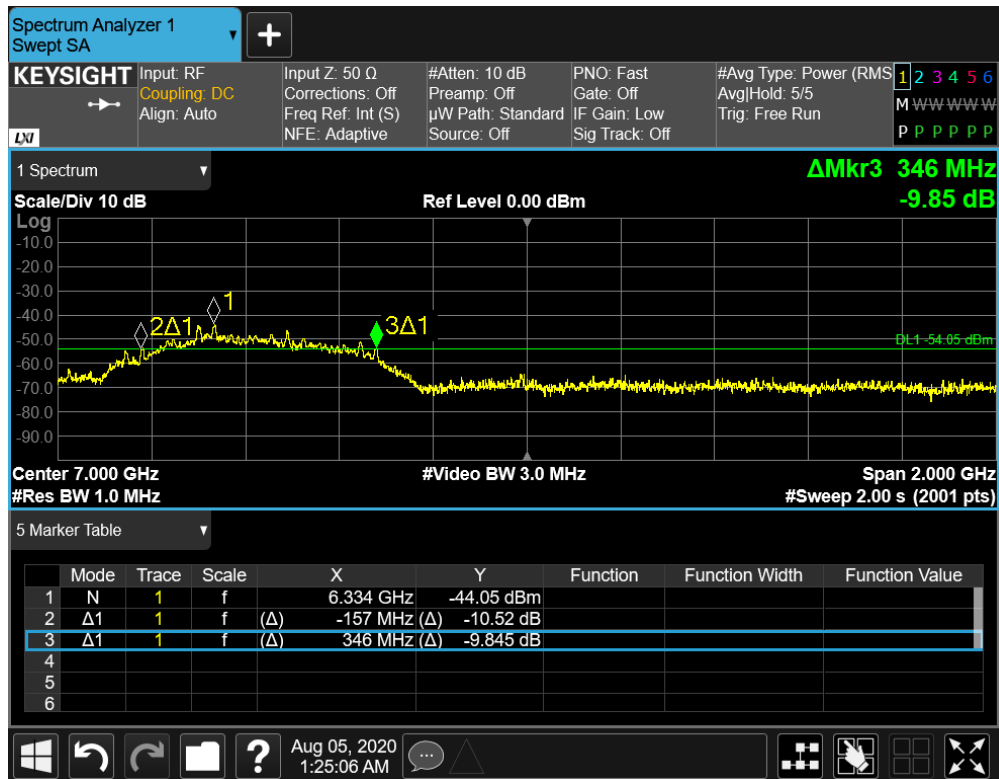 Spectrum Analyzer 1
Swept SA
+
KEYSIGHT Input: RF Input Z: 50 Ω #Atten: 10 dB PNO: Fast #Avg Type: Power (RMS 1 2 3 4 5 6
Coupling: DC Corrections: Off Preamp: Off Gate: Off Avg|Hold: 5/5
Align: Auto Freq Ref: Int (S) µW Path: Standard IF Gain: Low Trig: Free Run M W W W W W
LXI NFE: Adaptive Source: Off Sig Track: Off P P P P P P
1 Spectrum ΔMkr3 346 MHz
Scale/Div 10 dB Ref Level 0.00 dBm -9.85 dB
Log
-10.0
-20.0
-30.0
1
-40.0
2Δ1 3Δ1
-50.0 DL1 -54.05 dBm
-60.0
-70.0
-80.0
-90.0
Center 7.000 GHz #Video BW 3.0 MHz Span 2.000 GHz
#Res BW 1.0 MHz #Sweep 2.00 s (2001 pts)
5 Marker Table
Mode Trace Scale X Y Function Function Width Function Value
1 N 1 f 6.334 GHz -44.05 dBm
2 Δ1 1 f (Δ) -157 MHz (Δ) -10.52 dB
3 Δ1 1 f (Δ) 346 MHz (Δ) -9.845 dB
4
5
6
? Aug 05, 2020
1:25:06 AM